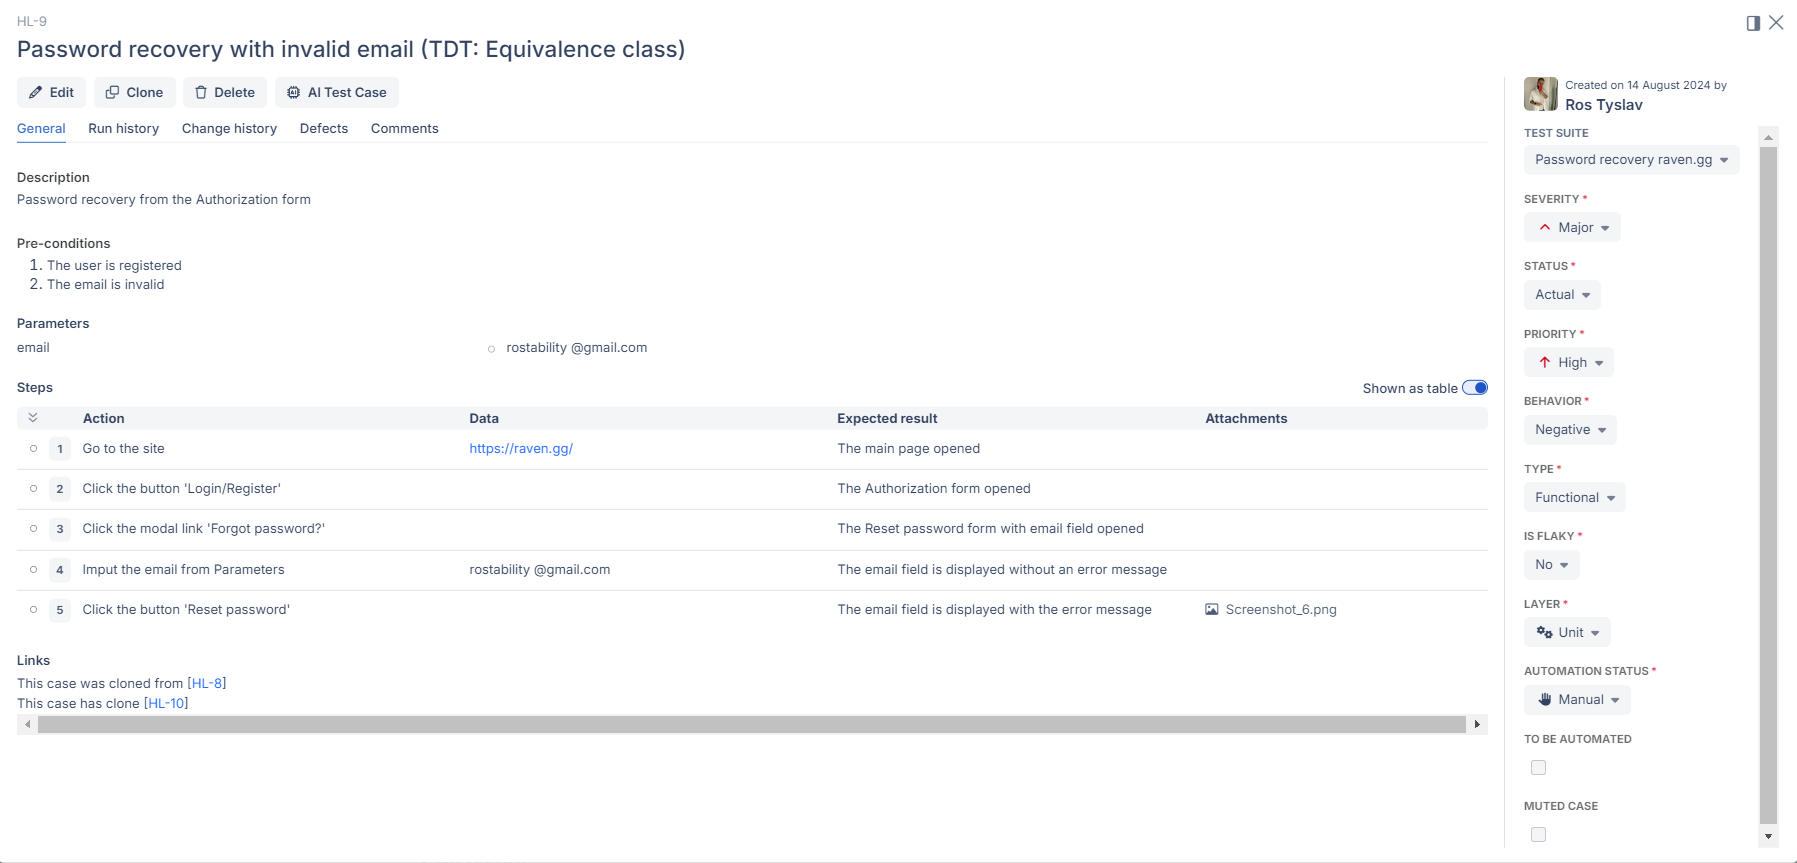 HL-9
Password recovery with invalid email (TDT: Equivalence class)
Edit Clone Delete AI Test Case
General Run history Change history Defects Comments
Description
Password recovery from the Authorization form
Pre-conditions
1. The user is registered
2. The email is invalid
Parameters
email rostability @gmail.com
Steps Shown as table
Action Data Expected result Attachments
1 Go to the site https://raven.gg/ The main page opened
2 Click the button 'Login/Register' The Authorization form opened
3 Click the modal link 'Forgot password?' The Reset password form with email field opened
4 Imput the email from Parameters rostability @gmail.com The email field is displayed without an error message
5 Click the button 'Reset password' The email field is displayed with the error message Screenshot_6.png
Links
This case was cloned from [HL-8]
This case has clone [HL-10]
Created on 14 August 2024 by
Ros Tyslav
TEST SUITE
Password recovery raven.gg
SEVERITY *
Major
STATUS *
Actual
PRIORITY *
High
BEHAVIOR *
Negative
TYPE *
Functional
IS FLAKY *
No
LAYER *
Unit
AUTOMATION STATUS *
Manual
TO BE AUTOMATED
MUTED CASE